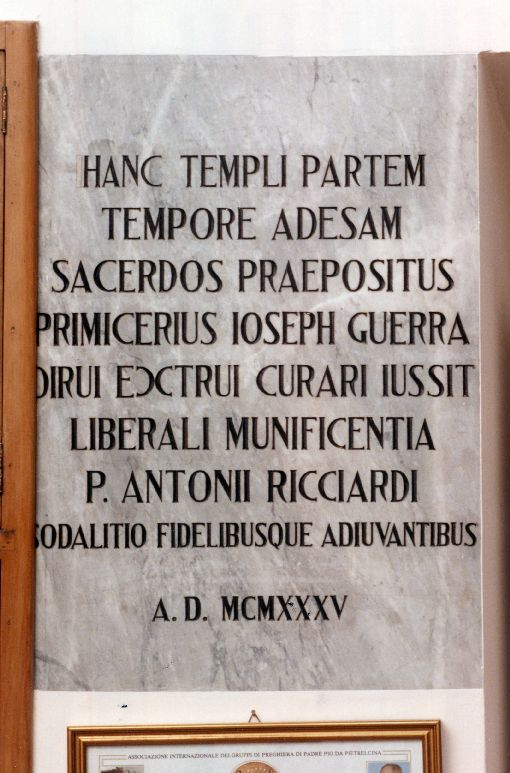 HANC TEMPLI PARTEM
TEMPORE ADESAM
SACERDOS PRAEPOSITUS
PRIMICERIUS IOSEPH GUERRA
DIRUI EƆCTRUI CURARI IUSSIT
LIBERALI MUNIFICENTIA
P. ANTONII RICCIARDI
SODALITIO FIDELIBUSQUE ADIUVANTIBUS
A. D. MCMXXXV
ASSOCIAZIONE INTERNAZIONALE DEI GRUPPI DI PREGHIERA DI PADRE PIO DA PIETRELCINA